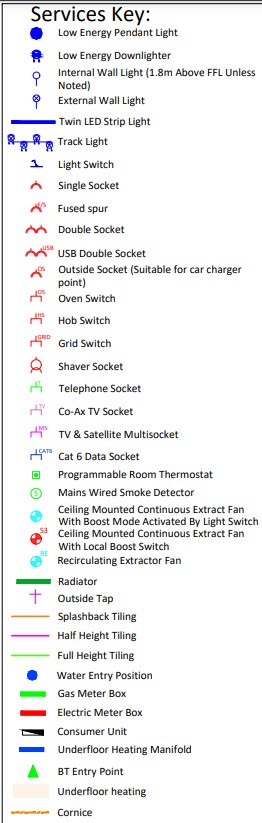 Services Key:
Low Energy Pendant Light
Low Energy Downlighter
Internal Wall Light (1.8m Above FFL Unless
Noted)
External Wall Light
Twin LED Strip Light
Track Light
Light Switch
Single Socket
F/S
Fused spur
Double Socket
USB
USB Double Socket
OS
Outside Socket (Suitable for car charger
point)
OS
Oven Switch
HS
Hob Switch
GRID
Grid Switch
Shaver Socket
T
Telephone Socket
TV
Co-Ax TV Socket
MS
TV & Satellite Multisocket
CAT6
Cat 6 Data Socket
Programmable Room Thermostat
S
Mains Wired Smoke Detector
Ceiling Mounted Continuous Extract Fan
With Boost Mode Activated By Light Switch
S3
Ceiling Mounted Continuous Extract Fan
With Local Boost Switch
RE
Recirculating Extractor Fan
Radiator
Outside Tap
Splashback Tiling
Half Height Tiling
Full Height Tiling
Water Entry Position
Gas Meter Box
Electric Meter Box
Consumer Unit
Underfloor Heating Manifold
BT Entry Point
Underfloor heating
Cornice